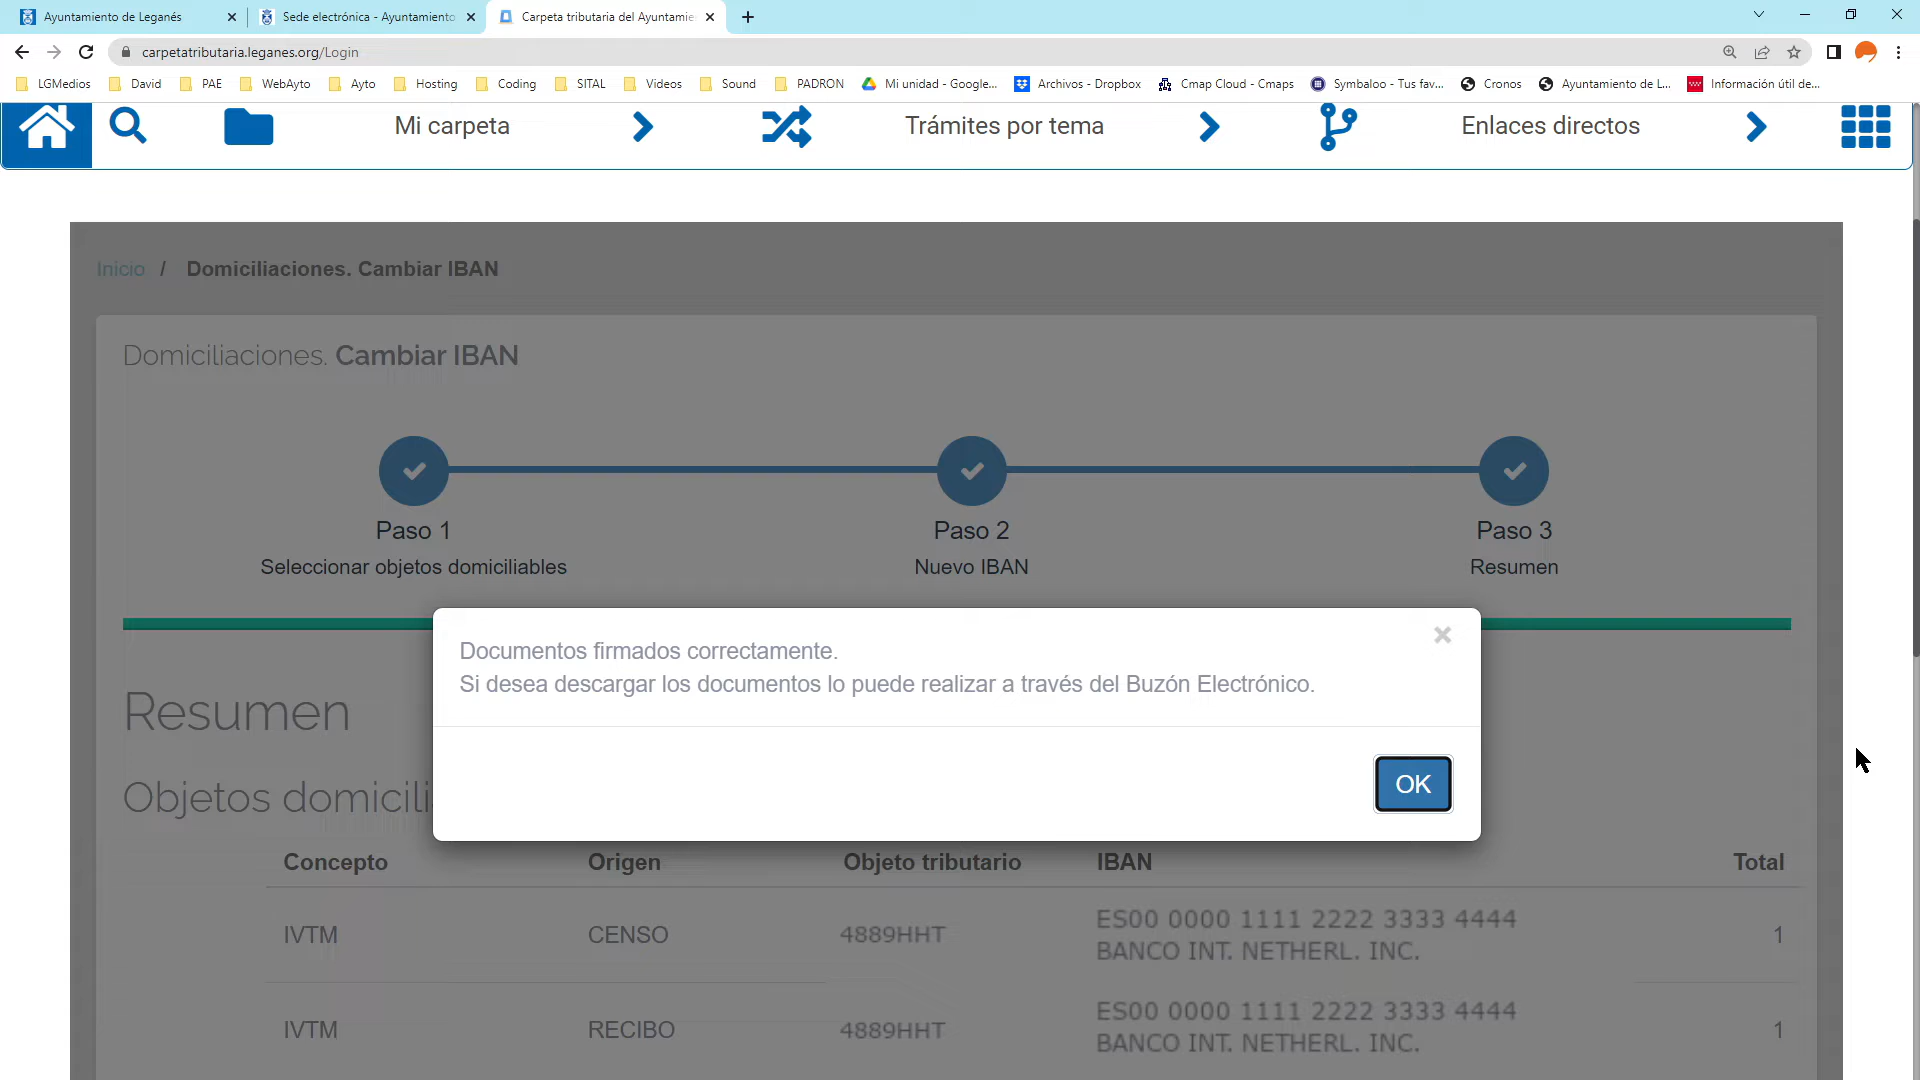 Ayuntamiento de Leganés
Sede electrónica - Ayuntamiento
Carpeta tributaria del Ayuntamie
carpetatributaria.leganes.org/Login
LGMedios
David
PAE
WebAyto
Ayto
Hosting
Coding
SITAL
Videos
Sound
PADRON
Mi unidad - Google...
Archivos - Dropbox
Cmap Cloud - Cmaps
Symbaloo - Tus fav...
Cronos
Ayuntamiento de L...
Información útil de...
Mi carpeta
Trámites por tema
Enlaces directos
Inicio / Domiciliaciones. Cambiar IBAN
Domiciliaciones. Cambiar IBAN
Paso 1
Seleccionar objetos domiciliables
Paso 2
Nuevo IBAN
Paso 3
Resumen
Documentos firmados correctamente.
Si desea descargar los documentos lo puede realizar a través del Buzón Electrónico.
OK
Resumen
Objetos domicili
Concepto Origen Objeto tributario IBAN Total
IVTM CENSO 4889HHT ES00 0000 1111 2222 3333 4444 1
BANCO INT. NETHERL. INC.
IVTM RECIBO 4889HHT ES00 0000 1111 2222 3333 4444 1
BANCO INT. NETHERL. INC.